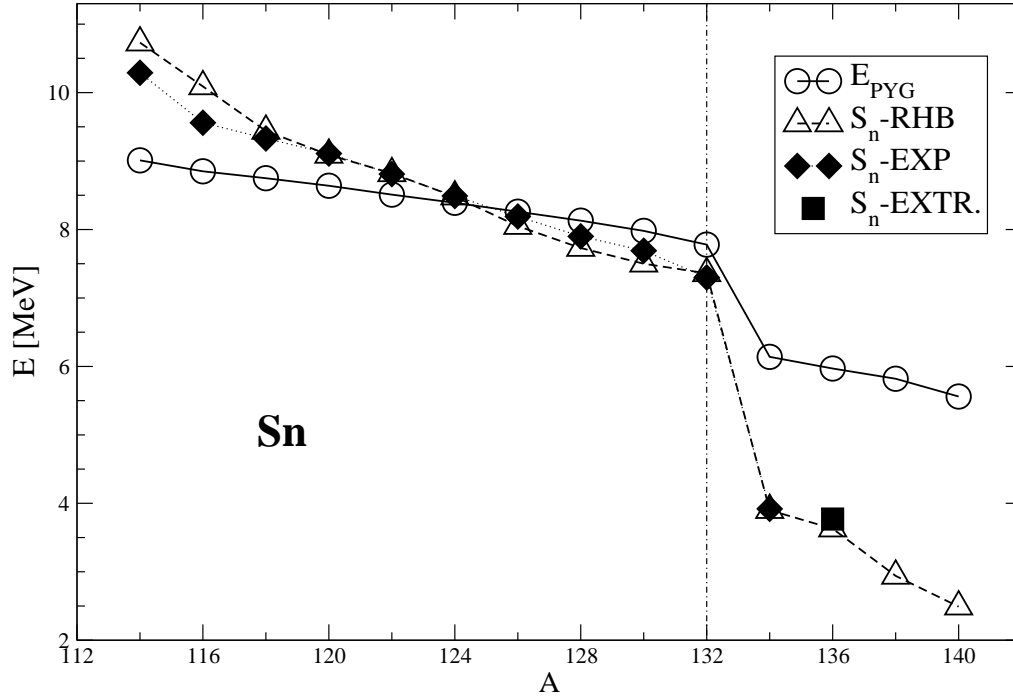 10
8
6
4
2
E [MeV]
E_PYG
S_n-RHB
S_n-EXP
S_n-EXTR.
Sn
112
116
120
124
128
132
136
140
A